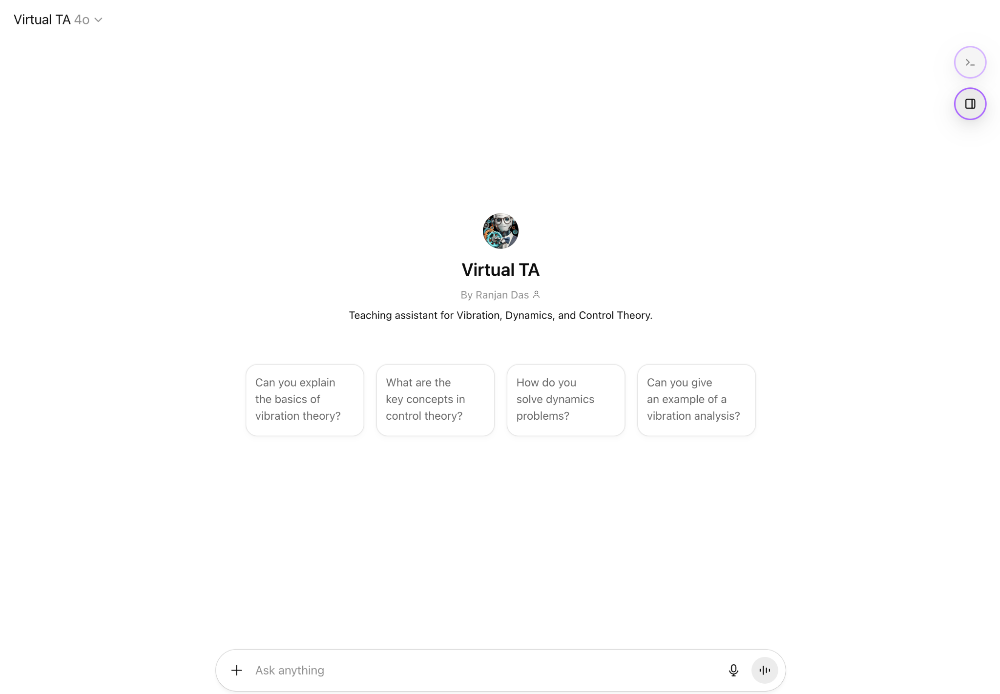 Virtual TA 4o
Virtual TA
By Ranjan Das
Teaching assistant for Vibration, Dynamics, and Control Theory.
Can you explain
the basics of
vibration theory?
What are the
key concepts in
control theory?
How do you
solve dynamics
problems?
Can you give
an example of a
vibration analysis?
Ask anything